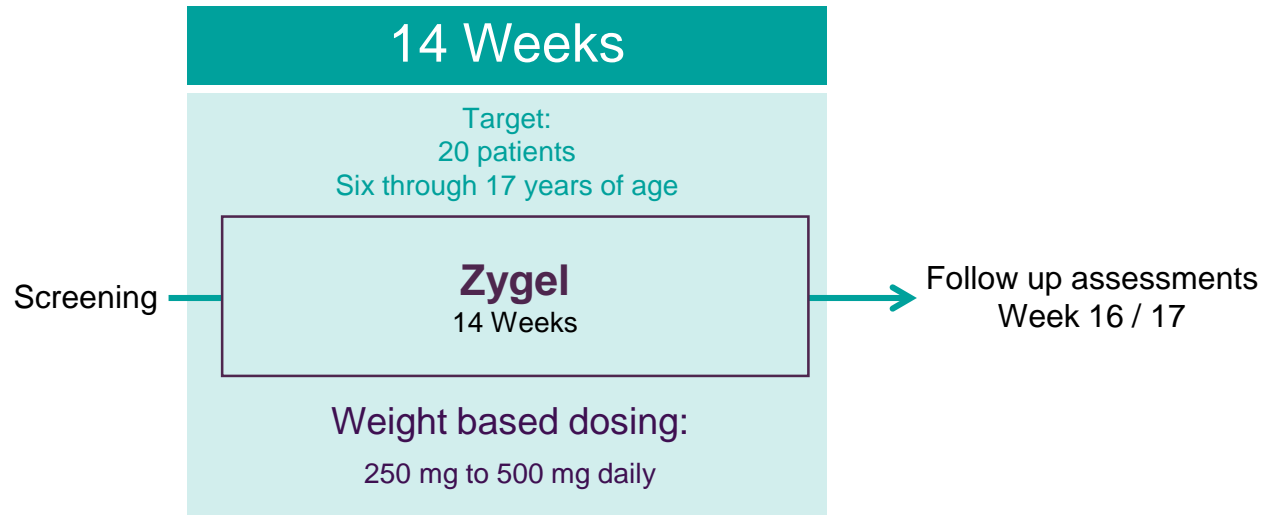 14 Weeks
Target:
20 patients
Six through 17 years of age
Screening
Zygel
14 Weeks
Follow up assessments
Week 16 / 17
Weight based dosing:
250 mg to 500 mg daily